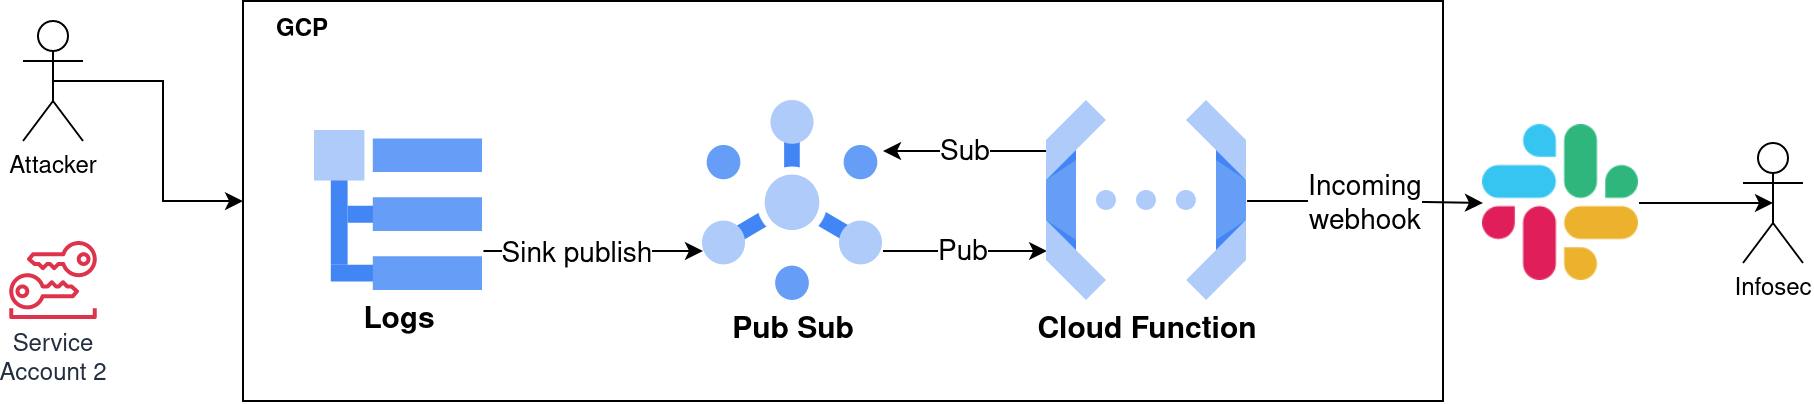 GCP
Attacker
Service
Account 2
Logs
Sink publish
Pub Sub
Sub
Pub
Cloud Function
Incoming
webhook
Infosec